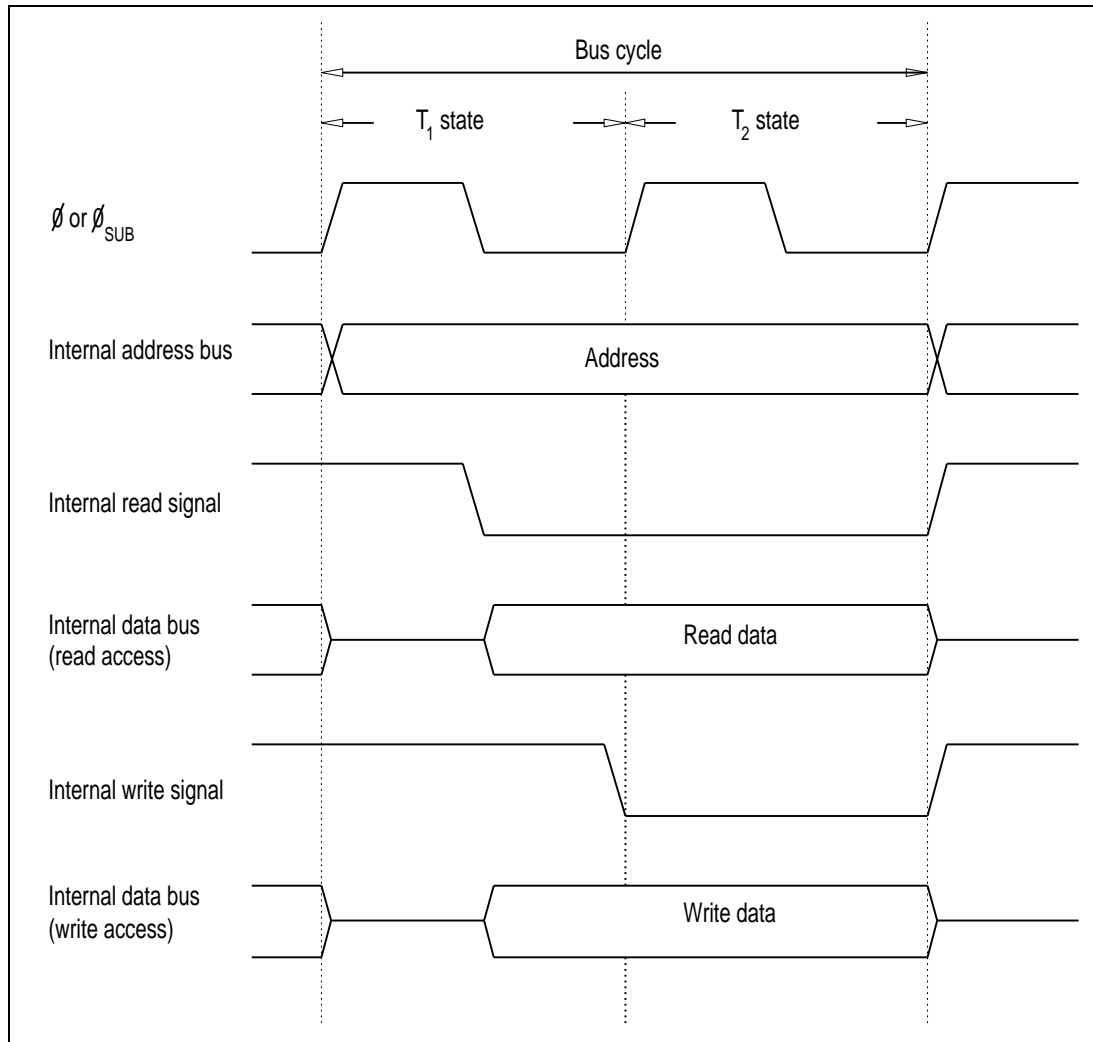 Bus cycle
T1 state
T2 state
ø or øSUB
Internal address bus
Address
Internal read signal
Internal data bus
(read access)
Read data
Internal write signal
Internal data bus
(write access)
Write data